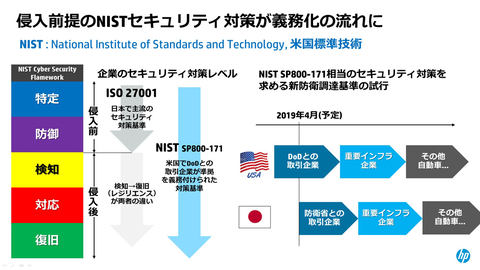 侵入前提のNISTセキュリティ対策が義務化の流れに
NIST : National Institute of Standards and Technology, 米国標準技術
NIST Cyber Security
Flamework
特定
防御
検知
対応
復旧
侵入前
侵入後
企業のセキュリティ対策レベル
ISO 27001
日本で主流の
セキュリティ
対策基準
NIST SP800-171
米国でDoDとの
取引企業が準拠
を義務付けられた
対策基準
検知→復旧
(レジリエンス)
が両者の違い
NIST SP800-171相当のセキュリティ対策を
求める新防衛調達基準の試行
2019年4月(予定)
USA
DoDとの
取引企業
重要インフラ
企業
その他
自動車...
防衛省との
取引企業
重要インフラ
企業
その他
自動車...
hp